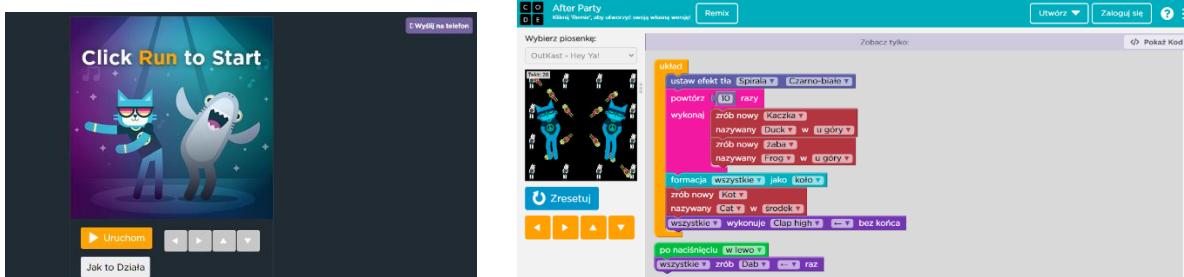 Wyślij na telefon
Click Run to Start
Uruchom
Jak to Działa
C O
D E
After Party
Kliknij 'Remix', aby utworzyć swoją własną wersję!
Remix
Utwórz
Zaloguj się
?
Wybierz piosenkę:
OutKast - Hey Ya!
Zobacz tylko:
</> Pokaż Kod
Takt: 28
Zresetuj
układ
ustaw efekt tła Spirala Czarno-białe
powtórz 10 razy
wykonaj zrób nowy Kaczka
nazywany Duck w u góry
zrób nowy żaba
nazywany Frog w u góry
formacja wszystkie jako koło
zrób nowy Kot
nazywany Cat w środek
wszystkie wykonuje Clap high ← bez końca
po naciśnięciu w lewo
wszystkie zrób Dab ← raz